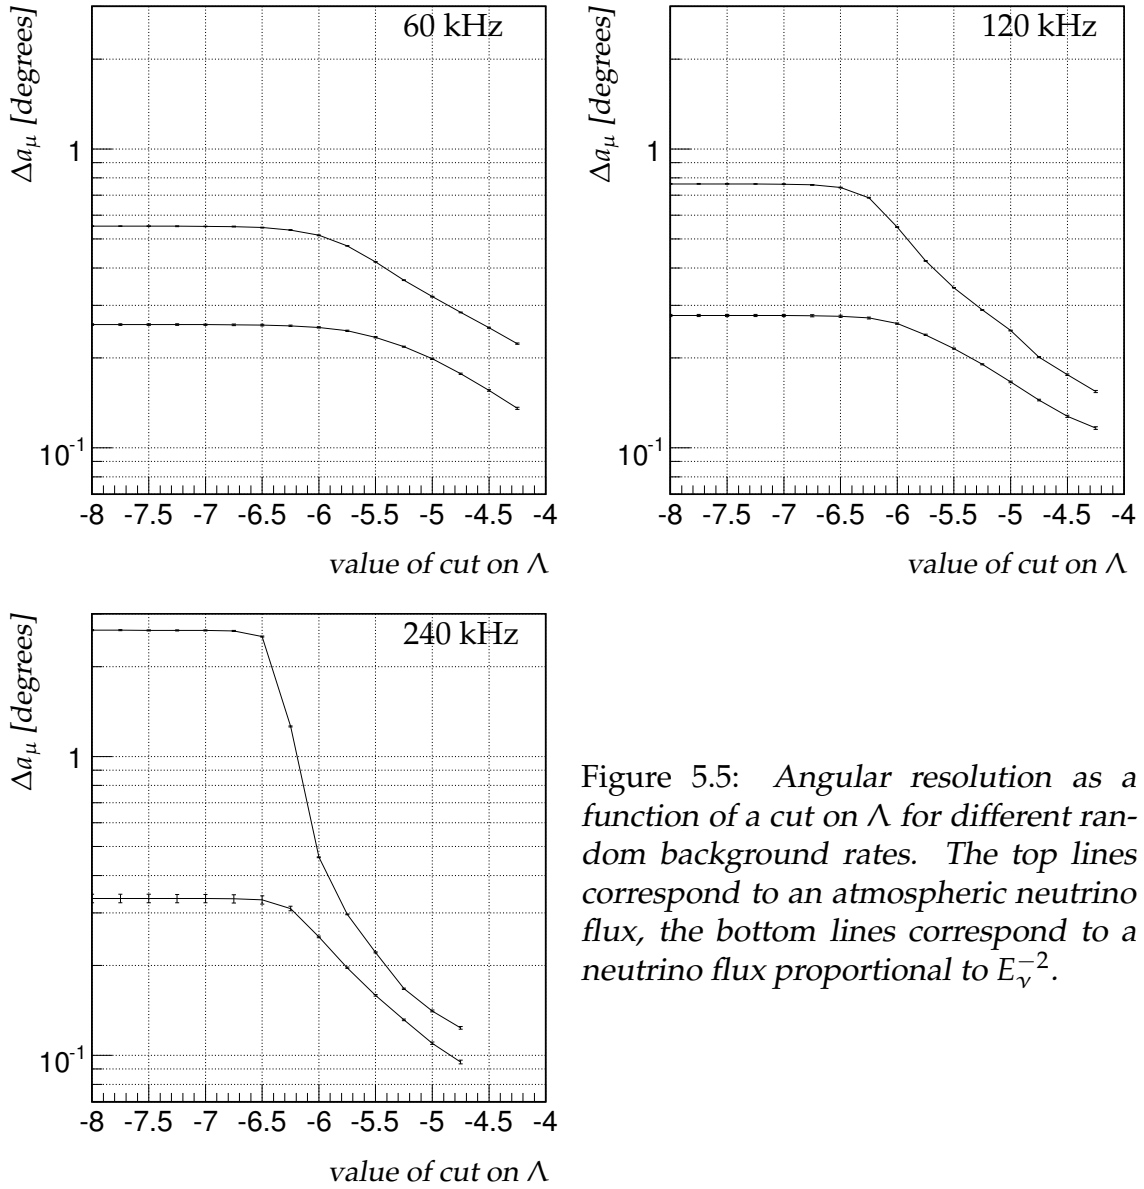 60 kHz
Δa_μ [degrees]
1
10^-1
-8 -7.5 -7 -6.5 -6 -5.5 -5 -4.5 -4
value of cut on Λ
120 kHz
Δa_μ [degrees]
1
10^-1
-8 -7.5 -7 -6.5 -6 -5.5 -5 -4.5 -4
value of cut on Λ
240 kHz
Δa_μ [degrees]
1
10^-1
-8 -7.5 -7 -6.5 -6 -5.5 -5 -4.5 -4
value of cut on Λ
Figure 5.5: Angular resolution as a
function of a cut on Λ for different ran-
dom background rates. The top lines
correspond to an atmospheric neutrino
flux, the bottom lines correspond to a
neutrino flux proportional to E_ν^−2.